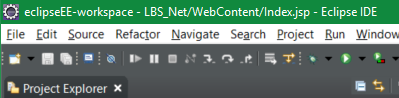 eclipseEE-workspace - LBS_Net/WebContent/Index.jsp - Eclipse IDE
File Edit Source Refactor Navigate Search Project Run Window
Project Explorer